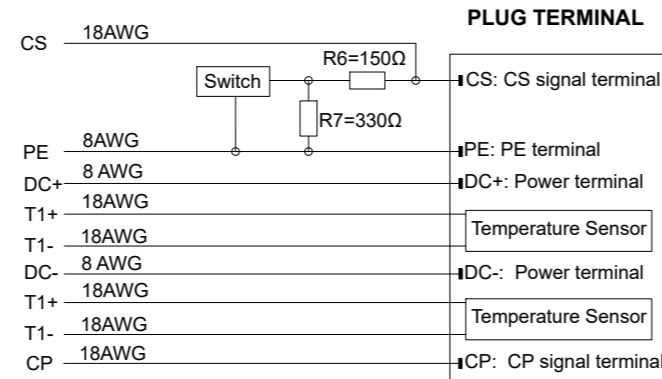 PLUG TERMINAL
CS 18AWG
R6=150Ω
Switch
CS: CS signal terminal
R7=330Ω
PE 8AWG
PE: PE terminal
DC+ 8 AWG
DC+: Power terminal
T1+ 18AWG
Temperature Sensor
T1- 18AWG
DC- 8 AWG
DC-: Power terminal
T1+ 18AWG
Temperature Sensor
T1- 18AWG
CP 18AWG
CP: CP signal terminal